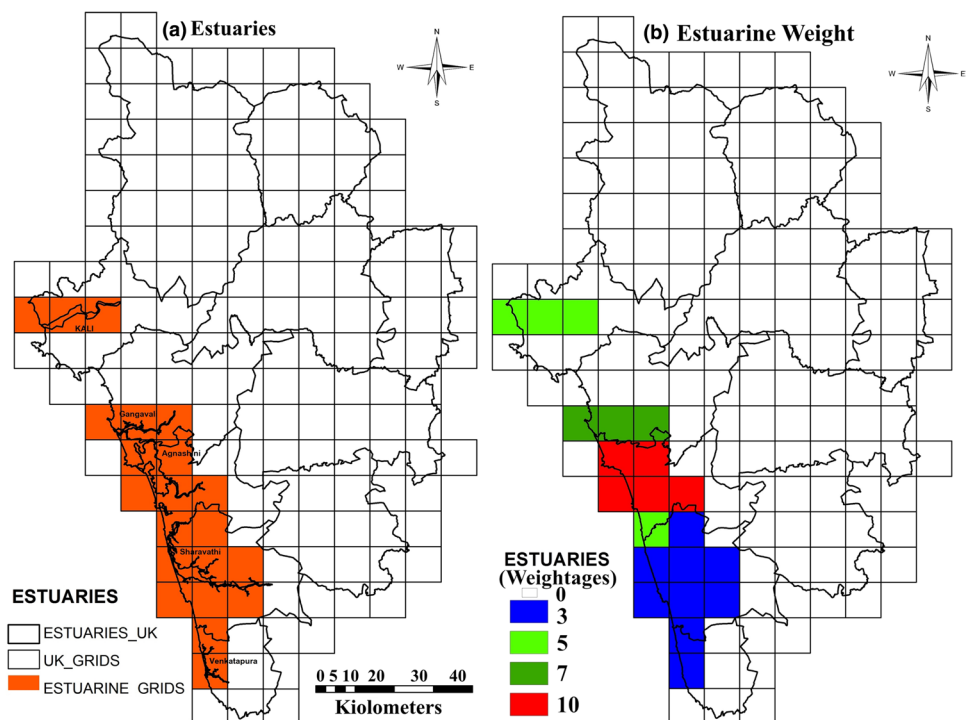 (a) Estuaries
N
W E
S
KALI
Gangavali
Agnashini
Sharavathi
Venkatapura
ESTUARIES
ESTUARIES_UK
UK_GRIDS
ESTUARINE GRIDS
0 5 10 20 30 40
Kiolometers
(b) Estuarine Weight
N
W E
S
ESTUARIES
(Weightages)
0
3
5
7
10